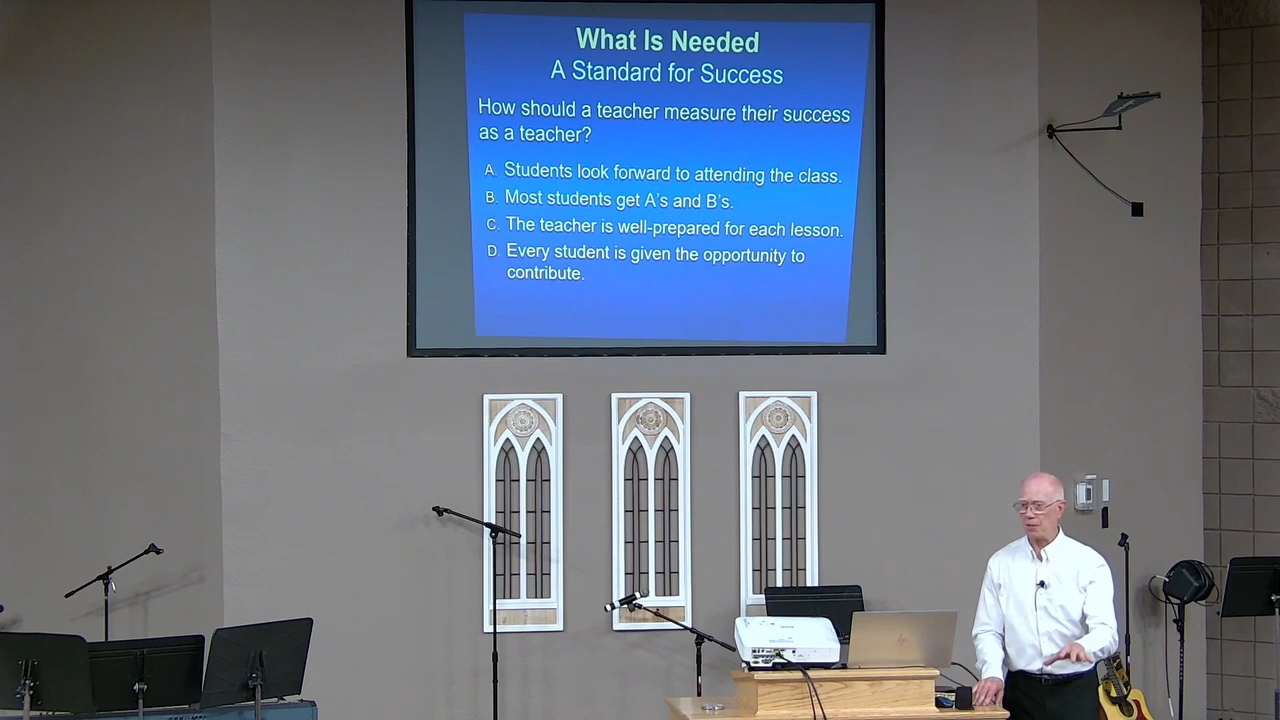 What Is Needed
A Standard for Success
How should a teacher measure their success
as a teacher?
A. Students look forward to attending the class.
B. Most students get A's and B's.
C. The teacher is well-prepared for each lesson.
D. Every student is given the opportunity to
contribute.